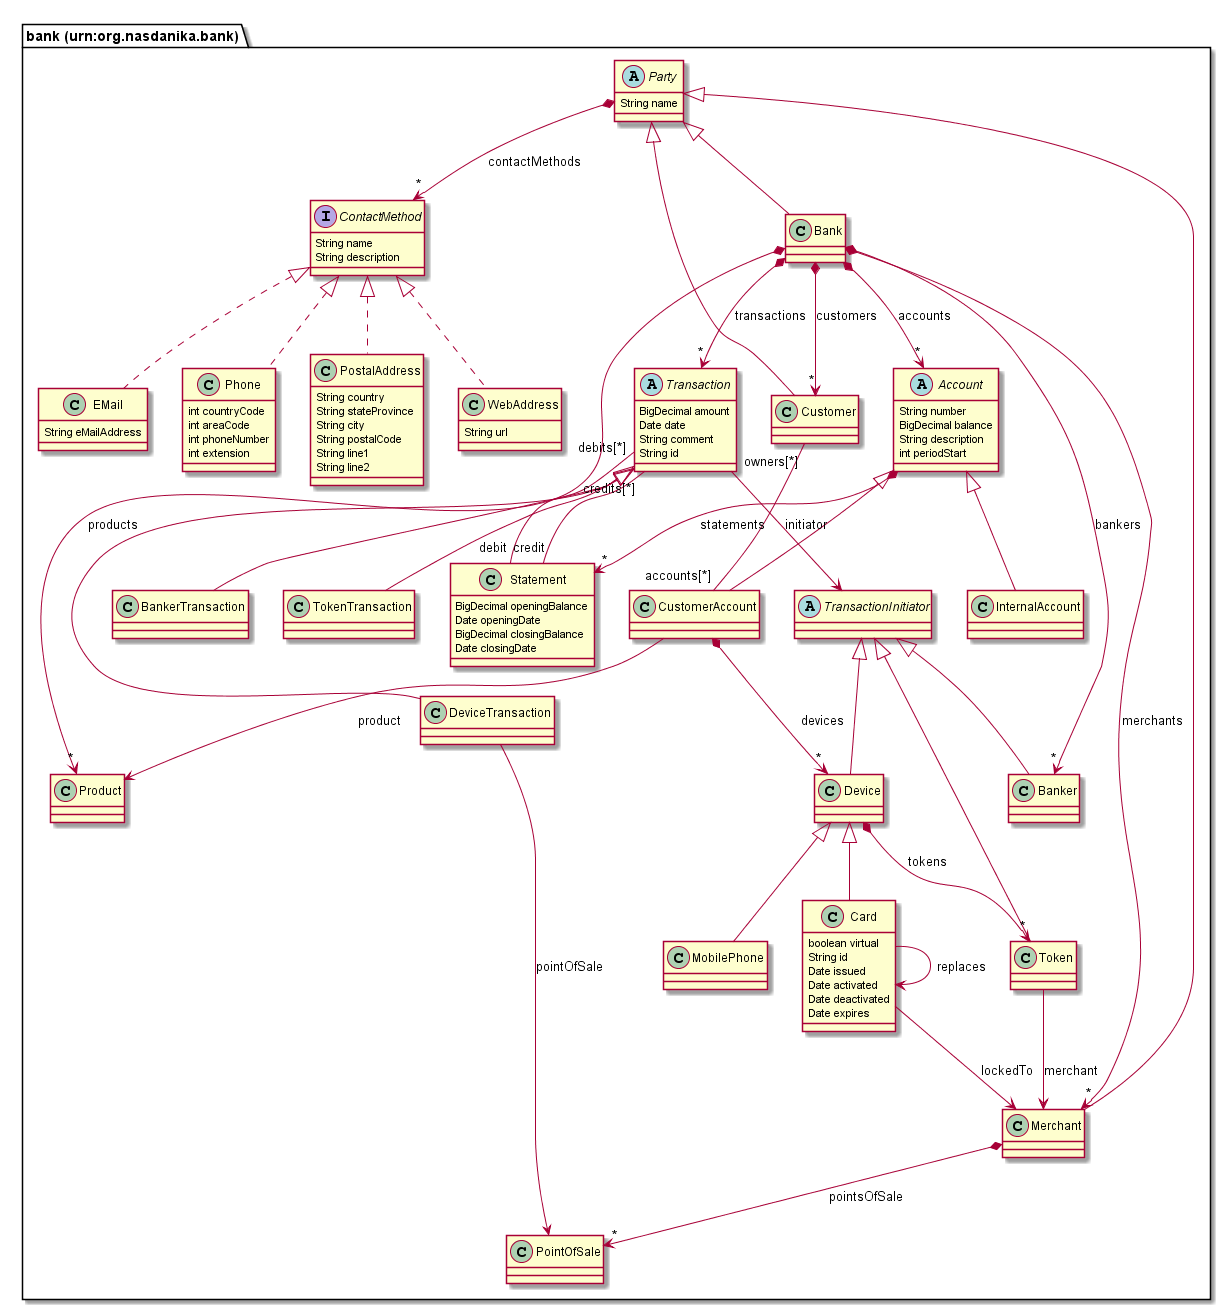 bank (urn:org.nasdanika.bank)
A Party
String name
contactMethods
*
I ContactMethod
String name
String description
C Bank
transactions
customers
accounts
*
*
*
C EMail
String eMailAddress
C Phone
int countryCode
int areaCode
int phoneNumber
int extension
C PostalAddress
String country
String stateProvince
String city
String postalCode
String line1
String line2
C WebAddress
String url
A Transaction
BigDecimal amount
Date date
String comment
String id
C Customer
A Account
String number
BigDecimal balance
String description
int periodStart
debits[*]
credits[*]
owners[*]
products
debit
credit
statements
initiator
bankers
*
accounts[*]
C BankerTransaction
C TokenTransaction
C Statement
BigDecimal openingBalance
Date openingDate
BigDecimal closingBalance
Date closingDate
C CustomerAccount
A TransactionInitiator
C InternalAccount
C DeviceTransaction
product
devices
merchants
*
*
*
C Product
C Device
C Banker
tokens
*
C MobilePhone
C Card
boolean virtual
String id
Date issued
Date activated
Date deactivated
Date expires
replaces
C Token
pointOfSale
lockedTo
merchant
*
C Merchant
pointsOfSale
*
C PointOfSale